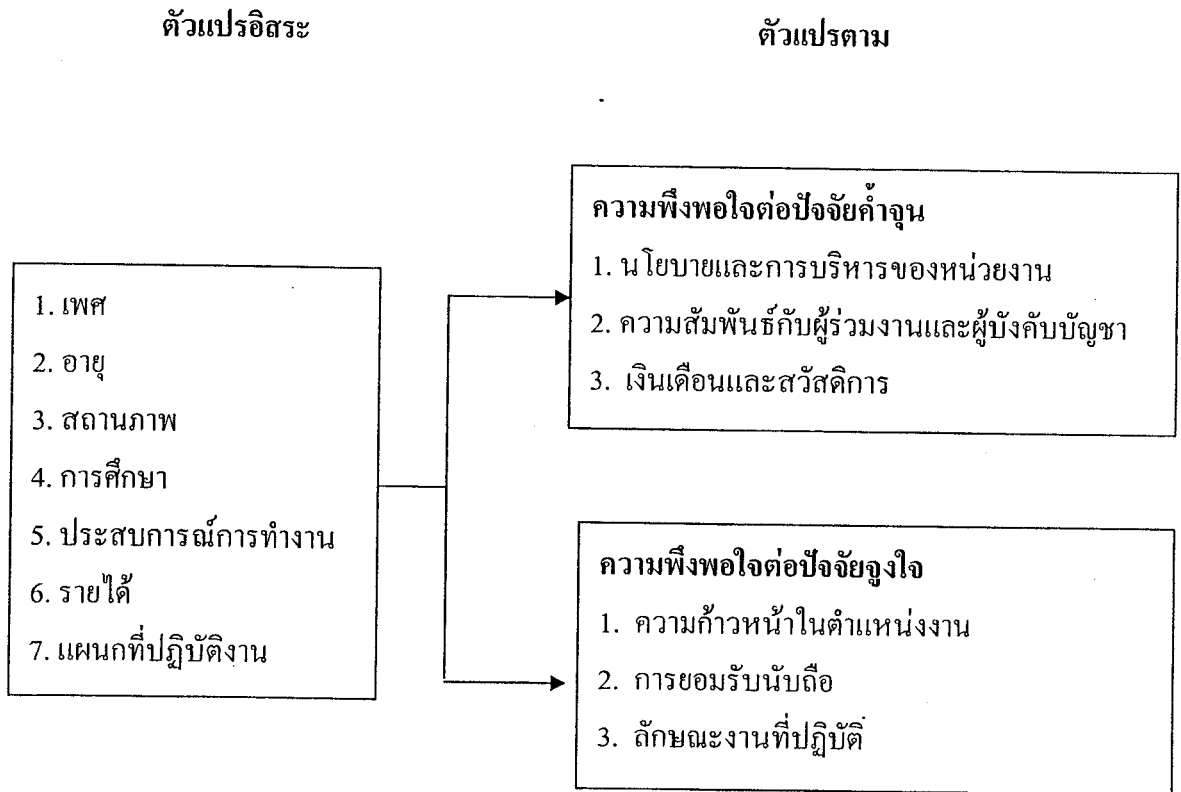 ตัวแปรอิสระ
ตัวแปรตาม
1. เพศ
2. อายุ
3. สถานภาพ
4. การศึกษา
5. ประสบการณ์การทำงาน
6. รายได้
7. แผนกที่ปฏิบัติงาน
ความพึงพอใจต่อปัจจัยค้ำจุน
1. นโยบายและการบริหารของหน่วยงาน
2. ความสัมพันธ์กับผู้ร่วมงานและผู้บังคับบัญชา
3. เงินเดือนและสวัสดิการ
ความพึงพอใจต่อปัจจัยจูงใจ
1. ความก้าวหน้าในตำแหน่งงาน
2. การยอมรับนับถือ
3. ลักษณะงานที่ปฏิบัติ